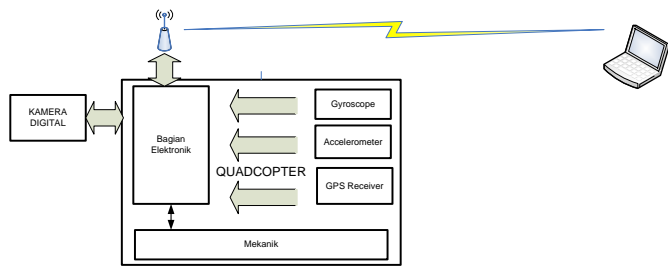 KAMERA
DIGITAL
Bagian
Elektronik
Gyroscope
Accelerometer
QUADCOPTER
GPS Receiver
Mekanik